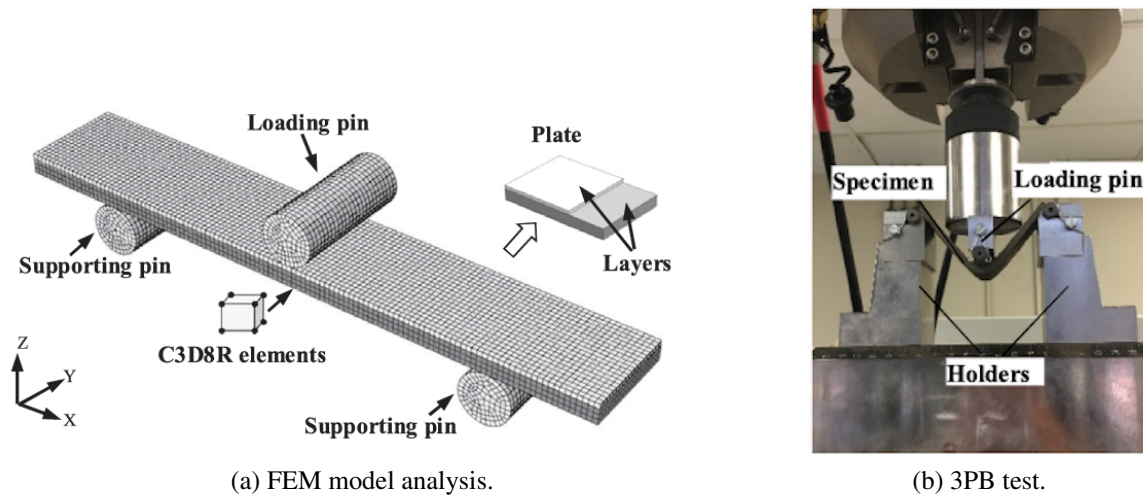 Loading pin
Plate
Supporting pin
Layers
C3D8R elements
Z
Y
X
Supporting pin
Specimen
Loading pin
Holders
(a) FEM model analysis.
(b) 3PB test.